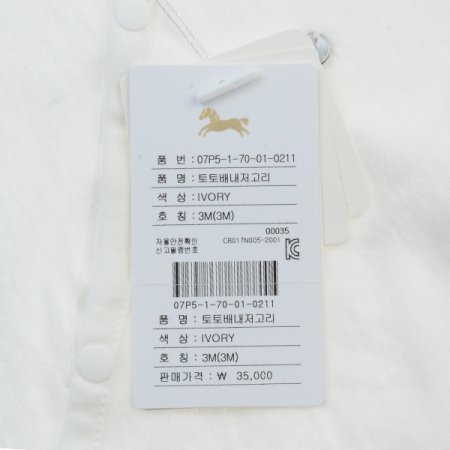 품 번 : 07P5-1-70-01-0211
품 명 : 토토배내저고리
색 상 : IVORY
호 칭 : 3M(3M)
00035
자율안전확인 CB017N005-2001
신고필증번호
07P5-1-70-01-0211
품 명 : 토토배내저고리
색 상 : IVORY
호 칭 : 3M(3M)
판매가격 : ₩ 35,000